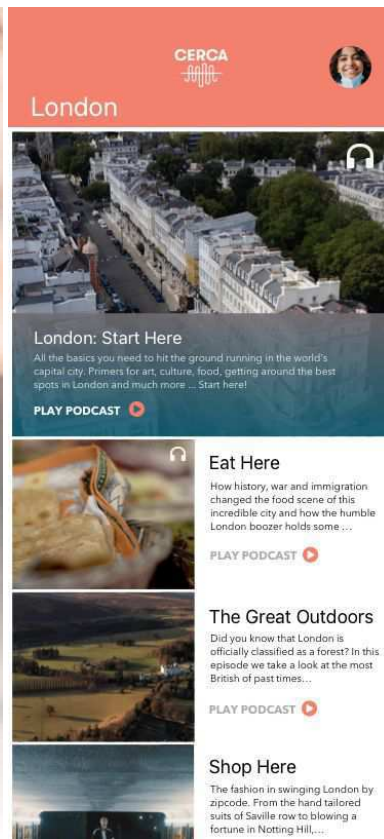 CERCA
London
London: Start Here
All the basics you need to hit the ground running in the world's
capital city. Primers for art, culture, food, getting around the best
spots in London and much more ... Start here!
PLAY PODCAST
Eat Here
How history, war and immigration
changed the food scene of this
incredible city and how the humble
London boozer holds some ...
PLAY PODCAST
The Great Outdoors
Did you know that London is
officially classified as a forest? In this
episode we take a look at the most
British of past times...
PLAY PODCAST
Shop Here
The fashion in swinging London by
zipcode. From the hand tailored
suits of Saville row to blowing a
fortune in Notting Hill,...